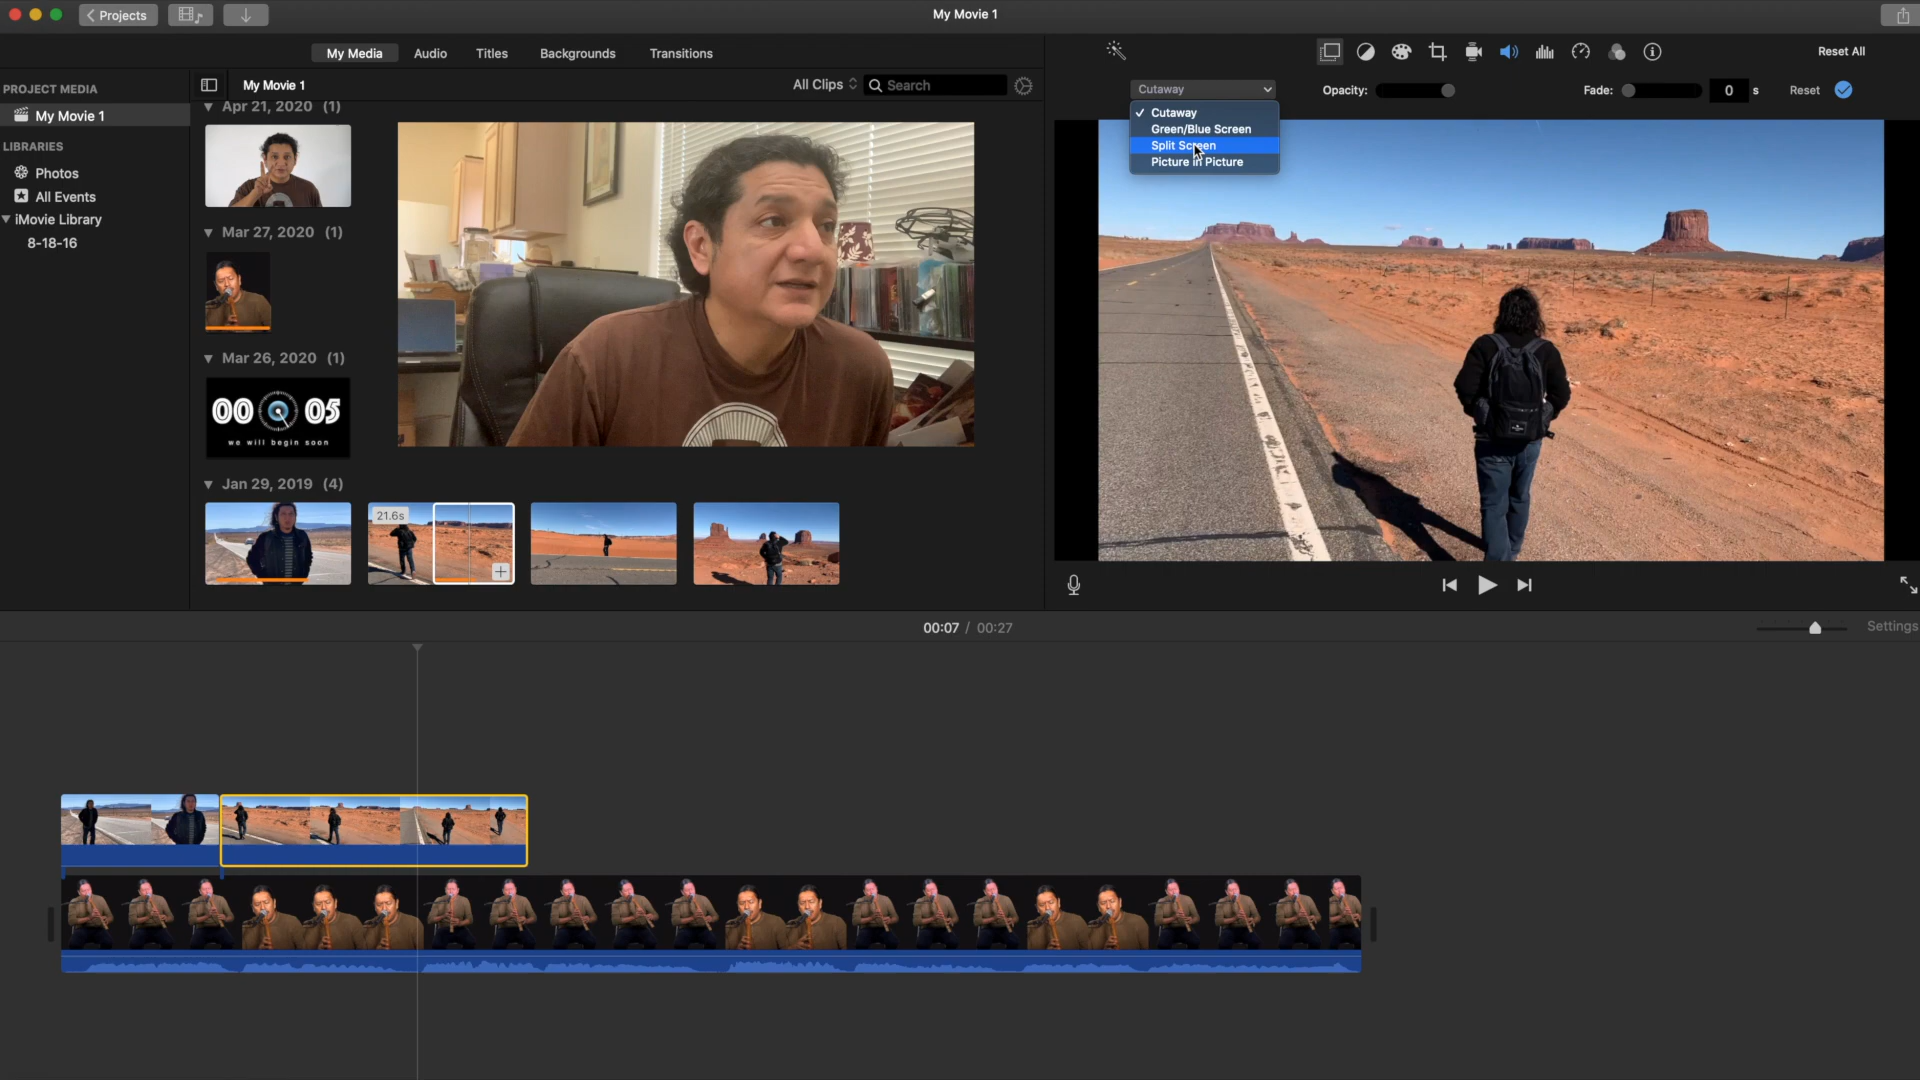 Projects
My Movie 1
My Media
Audio
Titles
Backgrounds
Transitions
Reset All
PROJECT MEDIA
My Movie 1
All Clips
Search
Cutaway
Opacity:
Fade:
0
s
Reset
My Movie 1
LIBRARIES
Photos
All Events
iMovie Library
8-18-16
Apr 21, 2020 (1)
Mar 27, 2020 (1)
Mar 26, 2020 (1)
00 05
we will begin soon
Jan 29, 2019 (4)
21.6s
✓ Cutaway
Green/Blue Screen
Split Screen
Picture in Picture
00:07 / 00:27
Settings